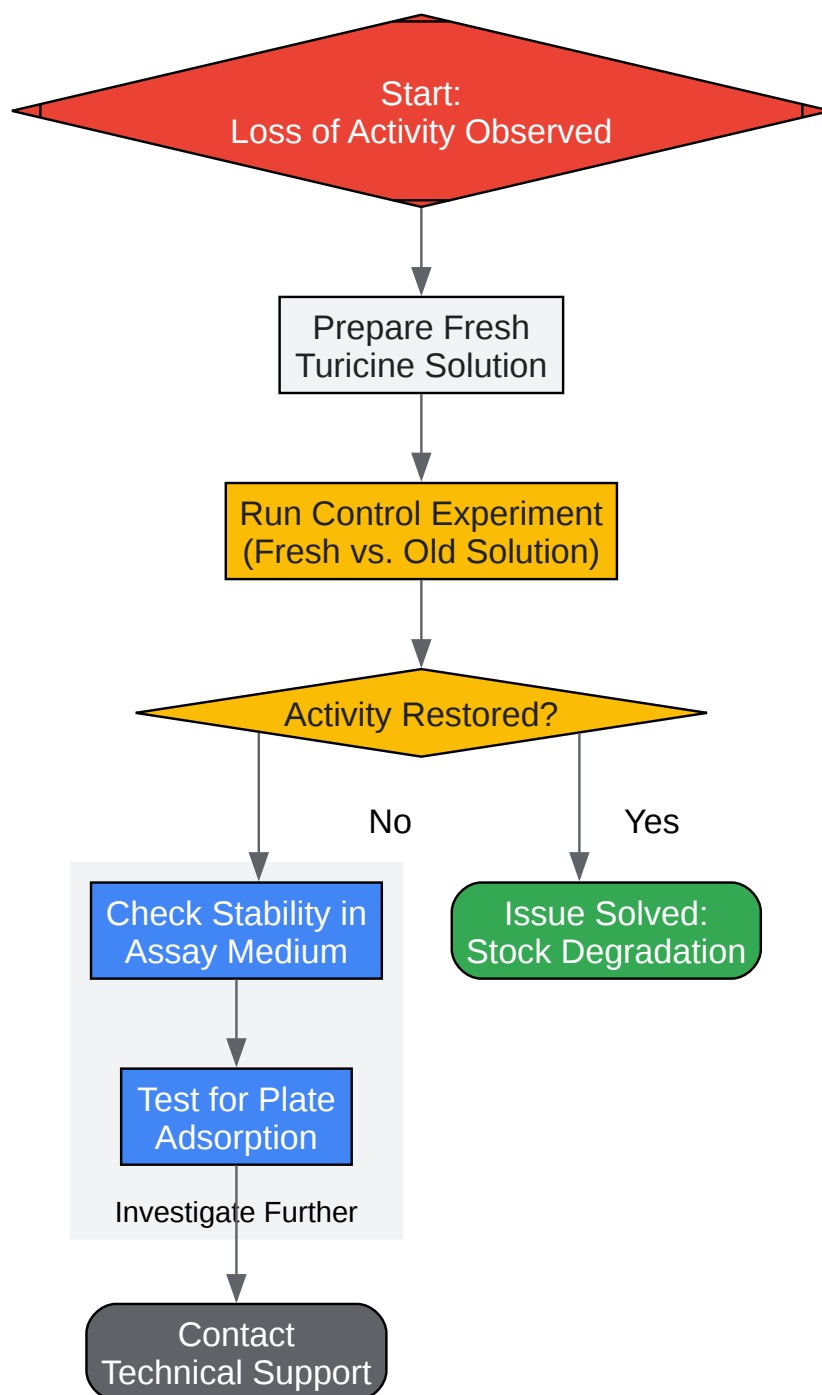 Start:
Loss of Activity Observed
Prepare Fresh
Turicine Solution
Run Control Experiment
(Fresh vs. Old Solution)
Activity Restored?
No
Yes
Check Stability in
Assay Medium
Issue Solved:
Stock Degradation
Test for Plate
Adsorption
Investigate Further
Contact
Technical Support